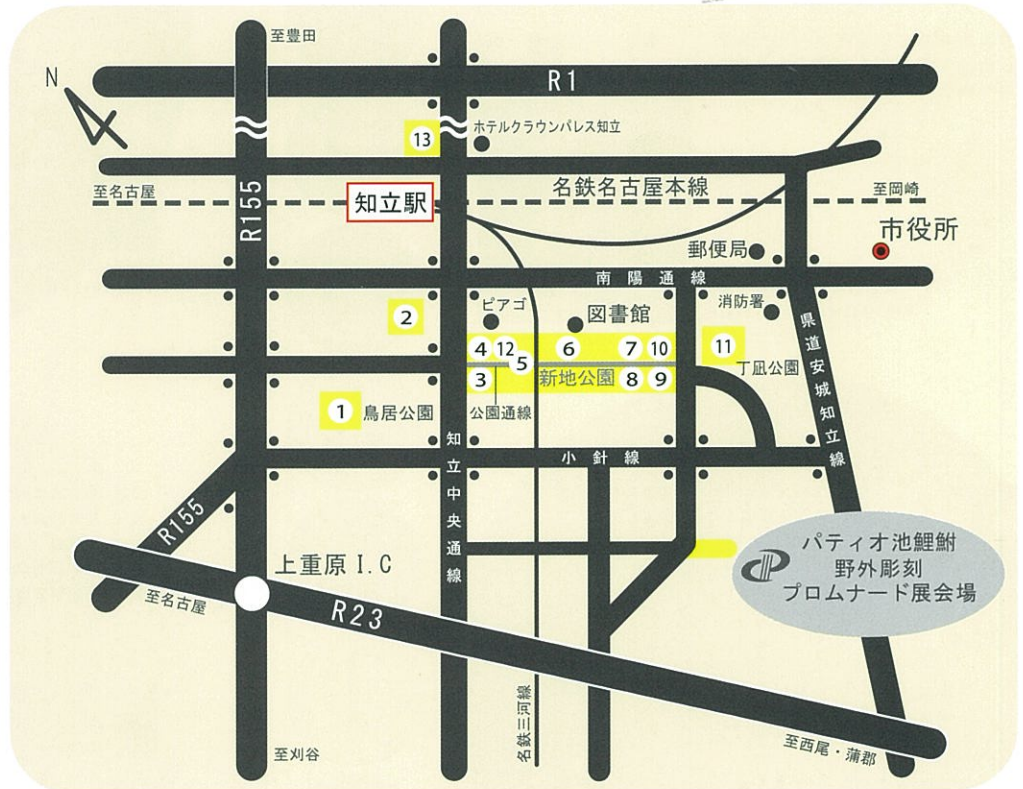 至豊田
N
R1
13
ホテルクラウンパレス知立
至名古屋
R155
知立駅
名鉄名古屋本線
至岡崎
市役所
郵便局
南陽通線
2
ピアゴ
図書館
消防署
4 12 5 6 7 10
11
3
新地公園
8 9
丁凪公園
県道安城知立線
1
鳥居公園
公園通線
知立中央通線
小針線
R155
上重原I.C
至名古屋
R23
パティオ池鯉鮒
野外彫刻
プロムナード展会場
名鉄三河線
至刈谷
至西尾・蒲郡